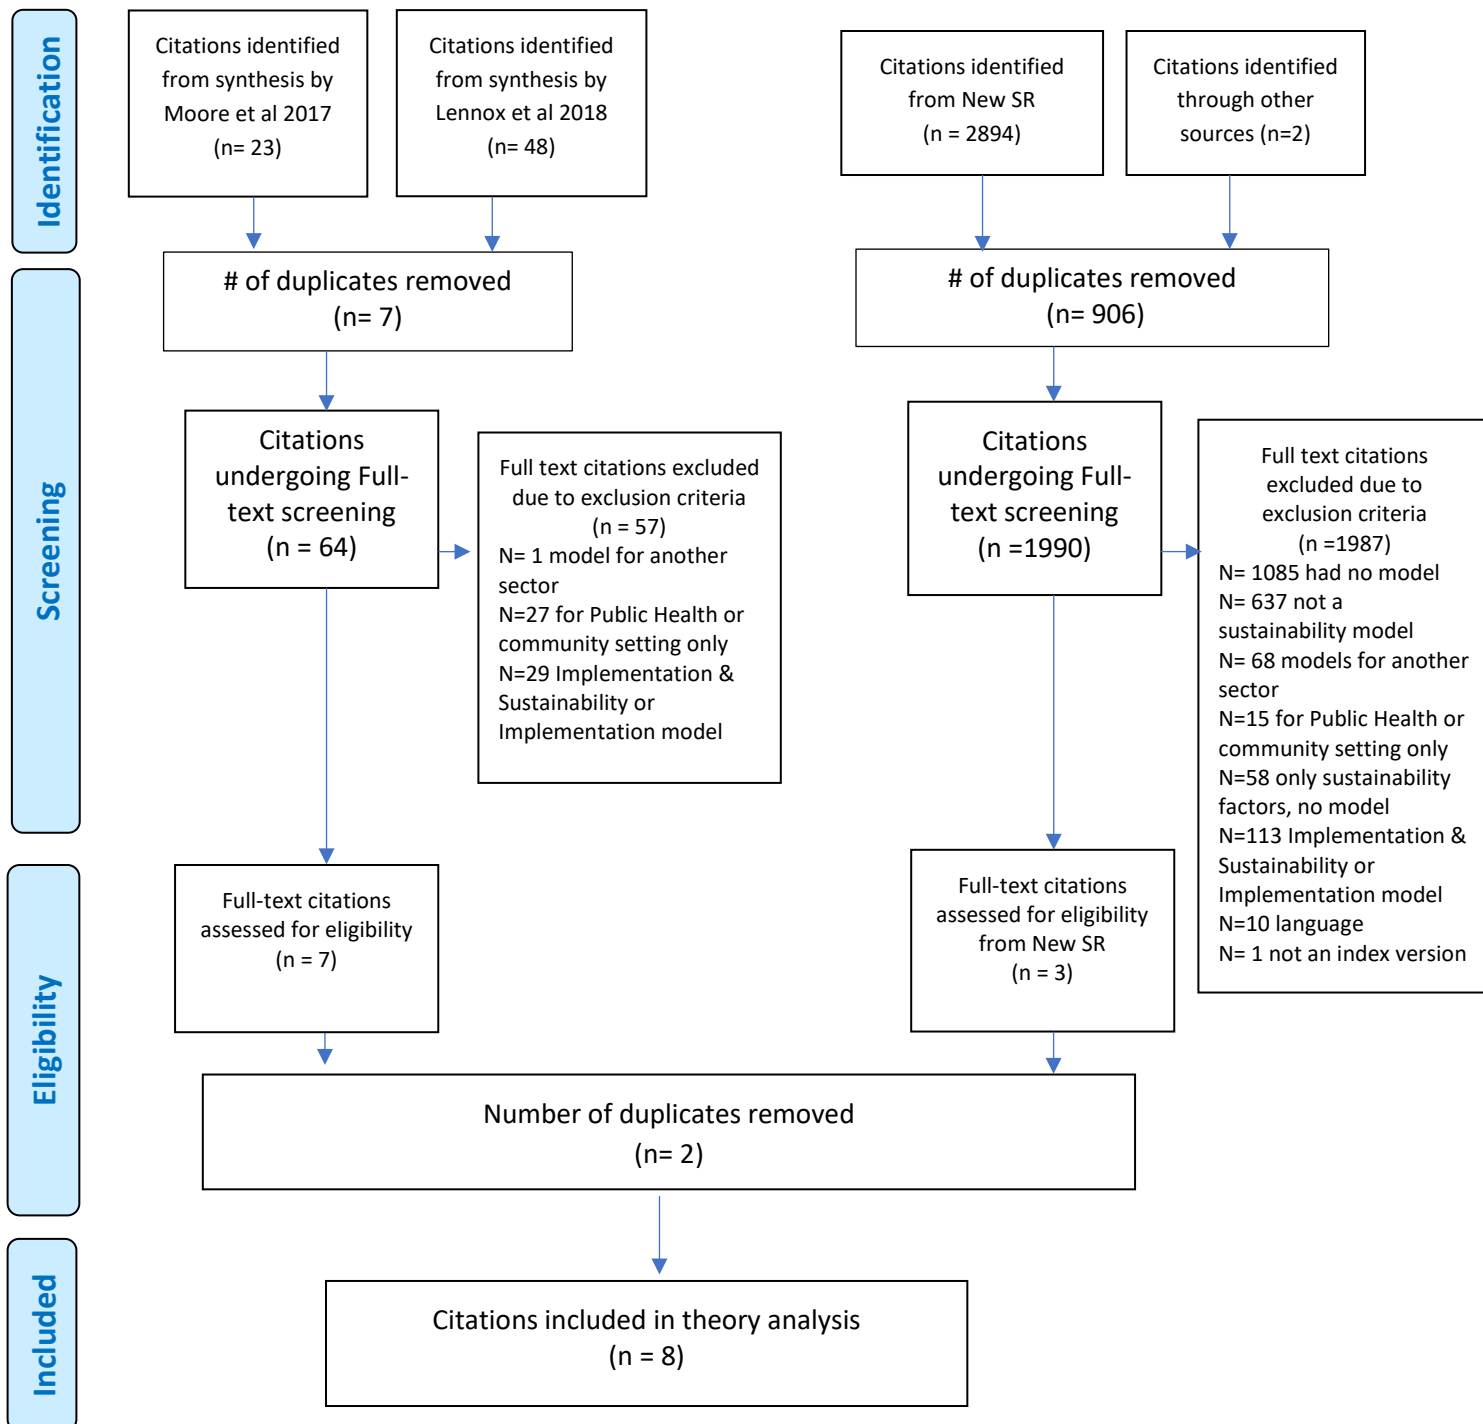 Identification
Citations identified
from synthesis by
Moore et al 2017
(n= 23)
Citations identified
from synthesis by
Lennox et al 2018
(n= 48)
Citations identified
from New SR
(n = 2894)
Citations identified
through other
sources (n=2)
# of duplicates removed
(n= 7)
# of duplicates removed
(n= 906)
Screening
Citations
undergoing Full-
text screening
(n = 64)
Full text citations excluded
due to exclusion criteria
(n = 57)
N= 1 model for another
sector
N=27 for Public Health or
community setting only
N=29 Implementation &
Sustainability or
Implementation model
Citations
undergoing Full-
text screening
(n =1990)
Full text citations
excluded due to
exclusion criteria
(n =1987)
N= 1085 had no model
N= 637 not a
sustainability model
N= 68 models for another
sector
N=15 for Public Health or
community setting only
N=58 only sustainability
factors, no model
N=113 Implementation &
Sustainability or
Implementation model
N=10 language
N= 1 not an index version
Eligibility
Full-text citations
assessed for eligibility
(n = 7)
Full-text citations
assessed for eligibility
from New SR
(n = 3)
Number of duplicates removed
(n= 2)
Included
Citations included in theory analysis
(n = 8)